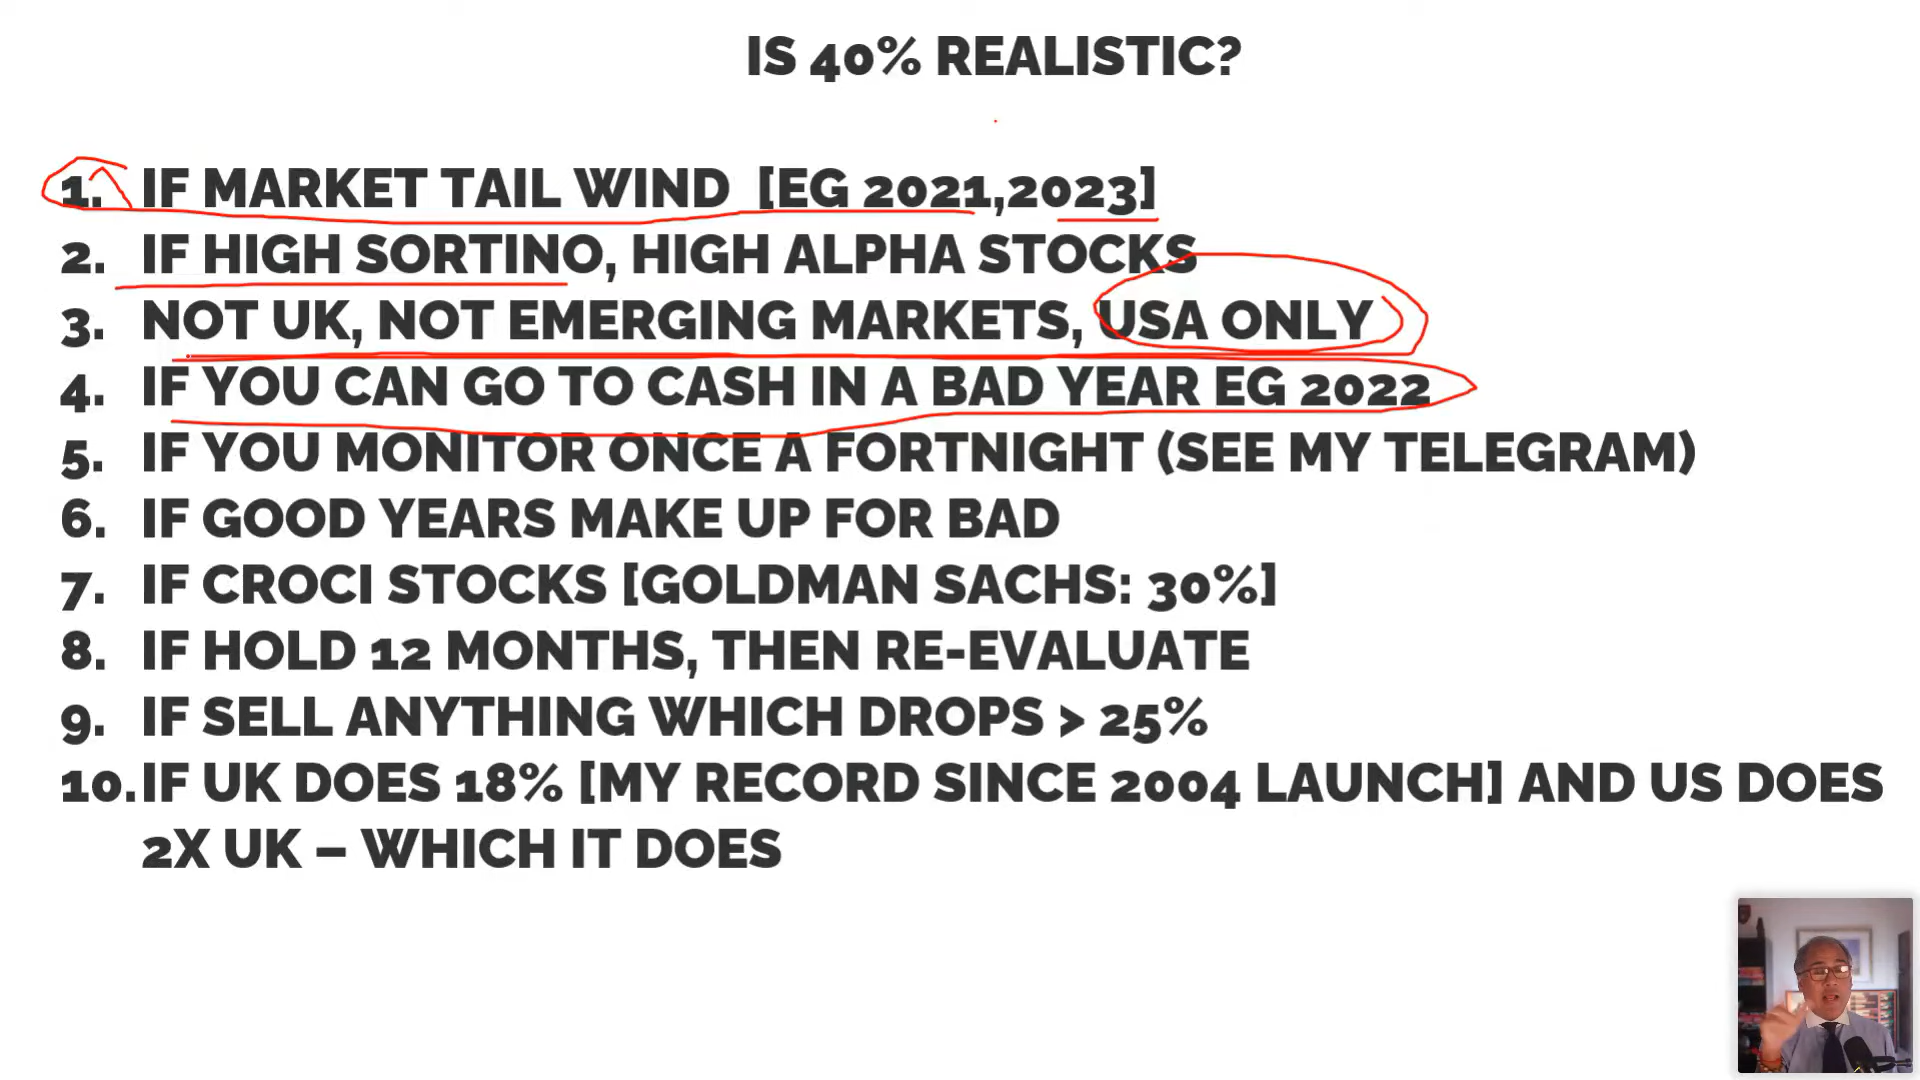 IS 40% REALISTIC?
1. IF MARKET TAIL WIND [EG 2021,2023]
2. IF HIGH SORTINO, HIGH ALPHA STOCKS
3. NOT UK, NOT EMERGING MARKETS, USA ONLY
4. IF YOU CAN GO TO CASH IN A BAD YEAR EG 2022
5. IF YOU MONITOR ONCE A FORTNIGHT (SEE MY TELEGRAM)
6. IF GOOD YEARS MAKE UP FOR BAD
7. IF CROCI STOCKS [GOLDMAN SACHS: 30%]
8. IF HOLD 12 MONTHS, THEN RE-EVALUATE
9. IF SELL ANYTHING WHICH DROPS > 25%
10. IF UK DOES 18% [MY RECORD SINCE 2004 LAUNCH] AND US DOES
2X UK – WHICH IT DOES